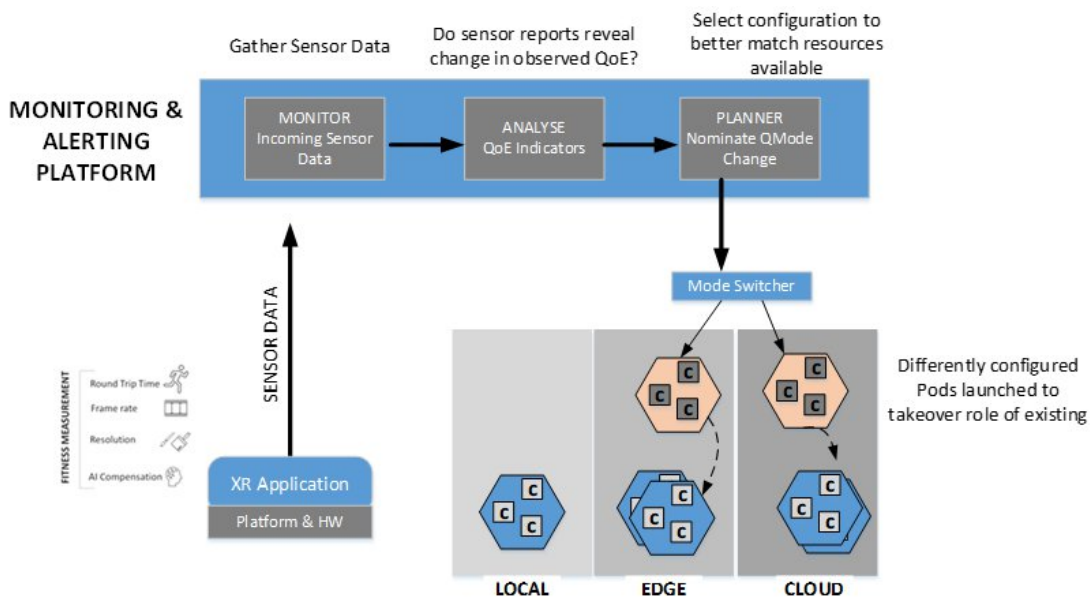 Gather Sensor Data
Do sensor reports reveal
change in observed QoE?
Select configuration to
better match resources
available
MONITORING &
ALERTING
PLATFORM
MONITOR
Incoming Sensor
Data
ANALYSE
QoE Indicators
PLANNER
Nominate QMode
Change
Mode Switcher
SENSOR DATA
FITNESS MEASUREMENT
Round Trip Time
Frame rate
Resolution
AI Compensation
XR Application
Platform & HW
C
C
C
C
C
C
Differently configured
Pods launched to
takeover role of existing
C
C
C
C
C
C
C
C
C
LOCAL
EDGE
CLOUD